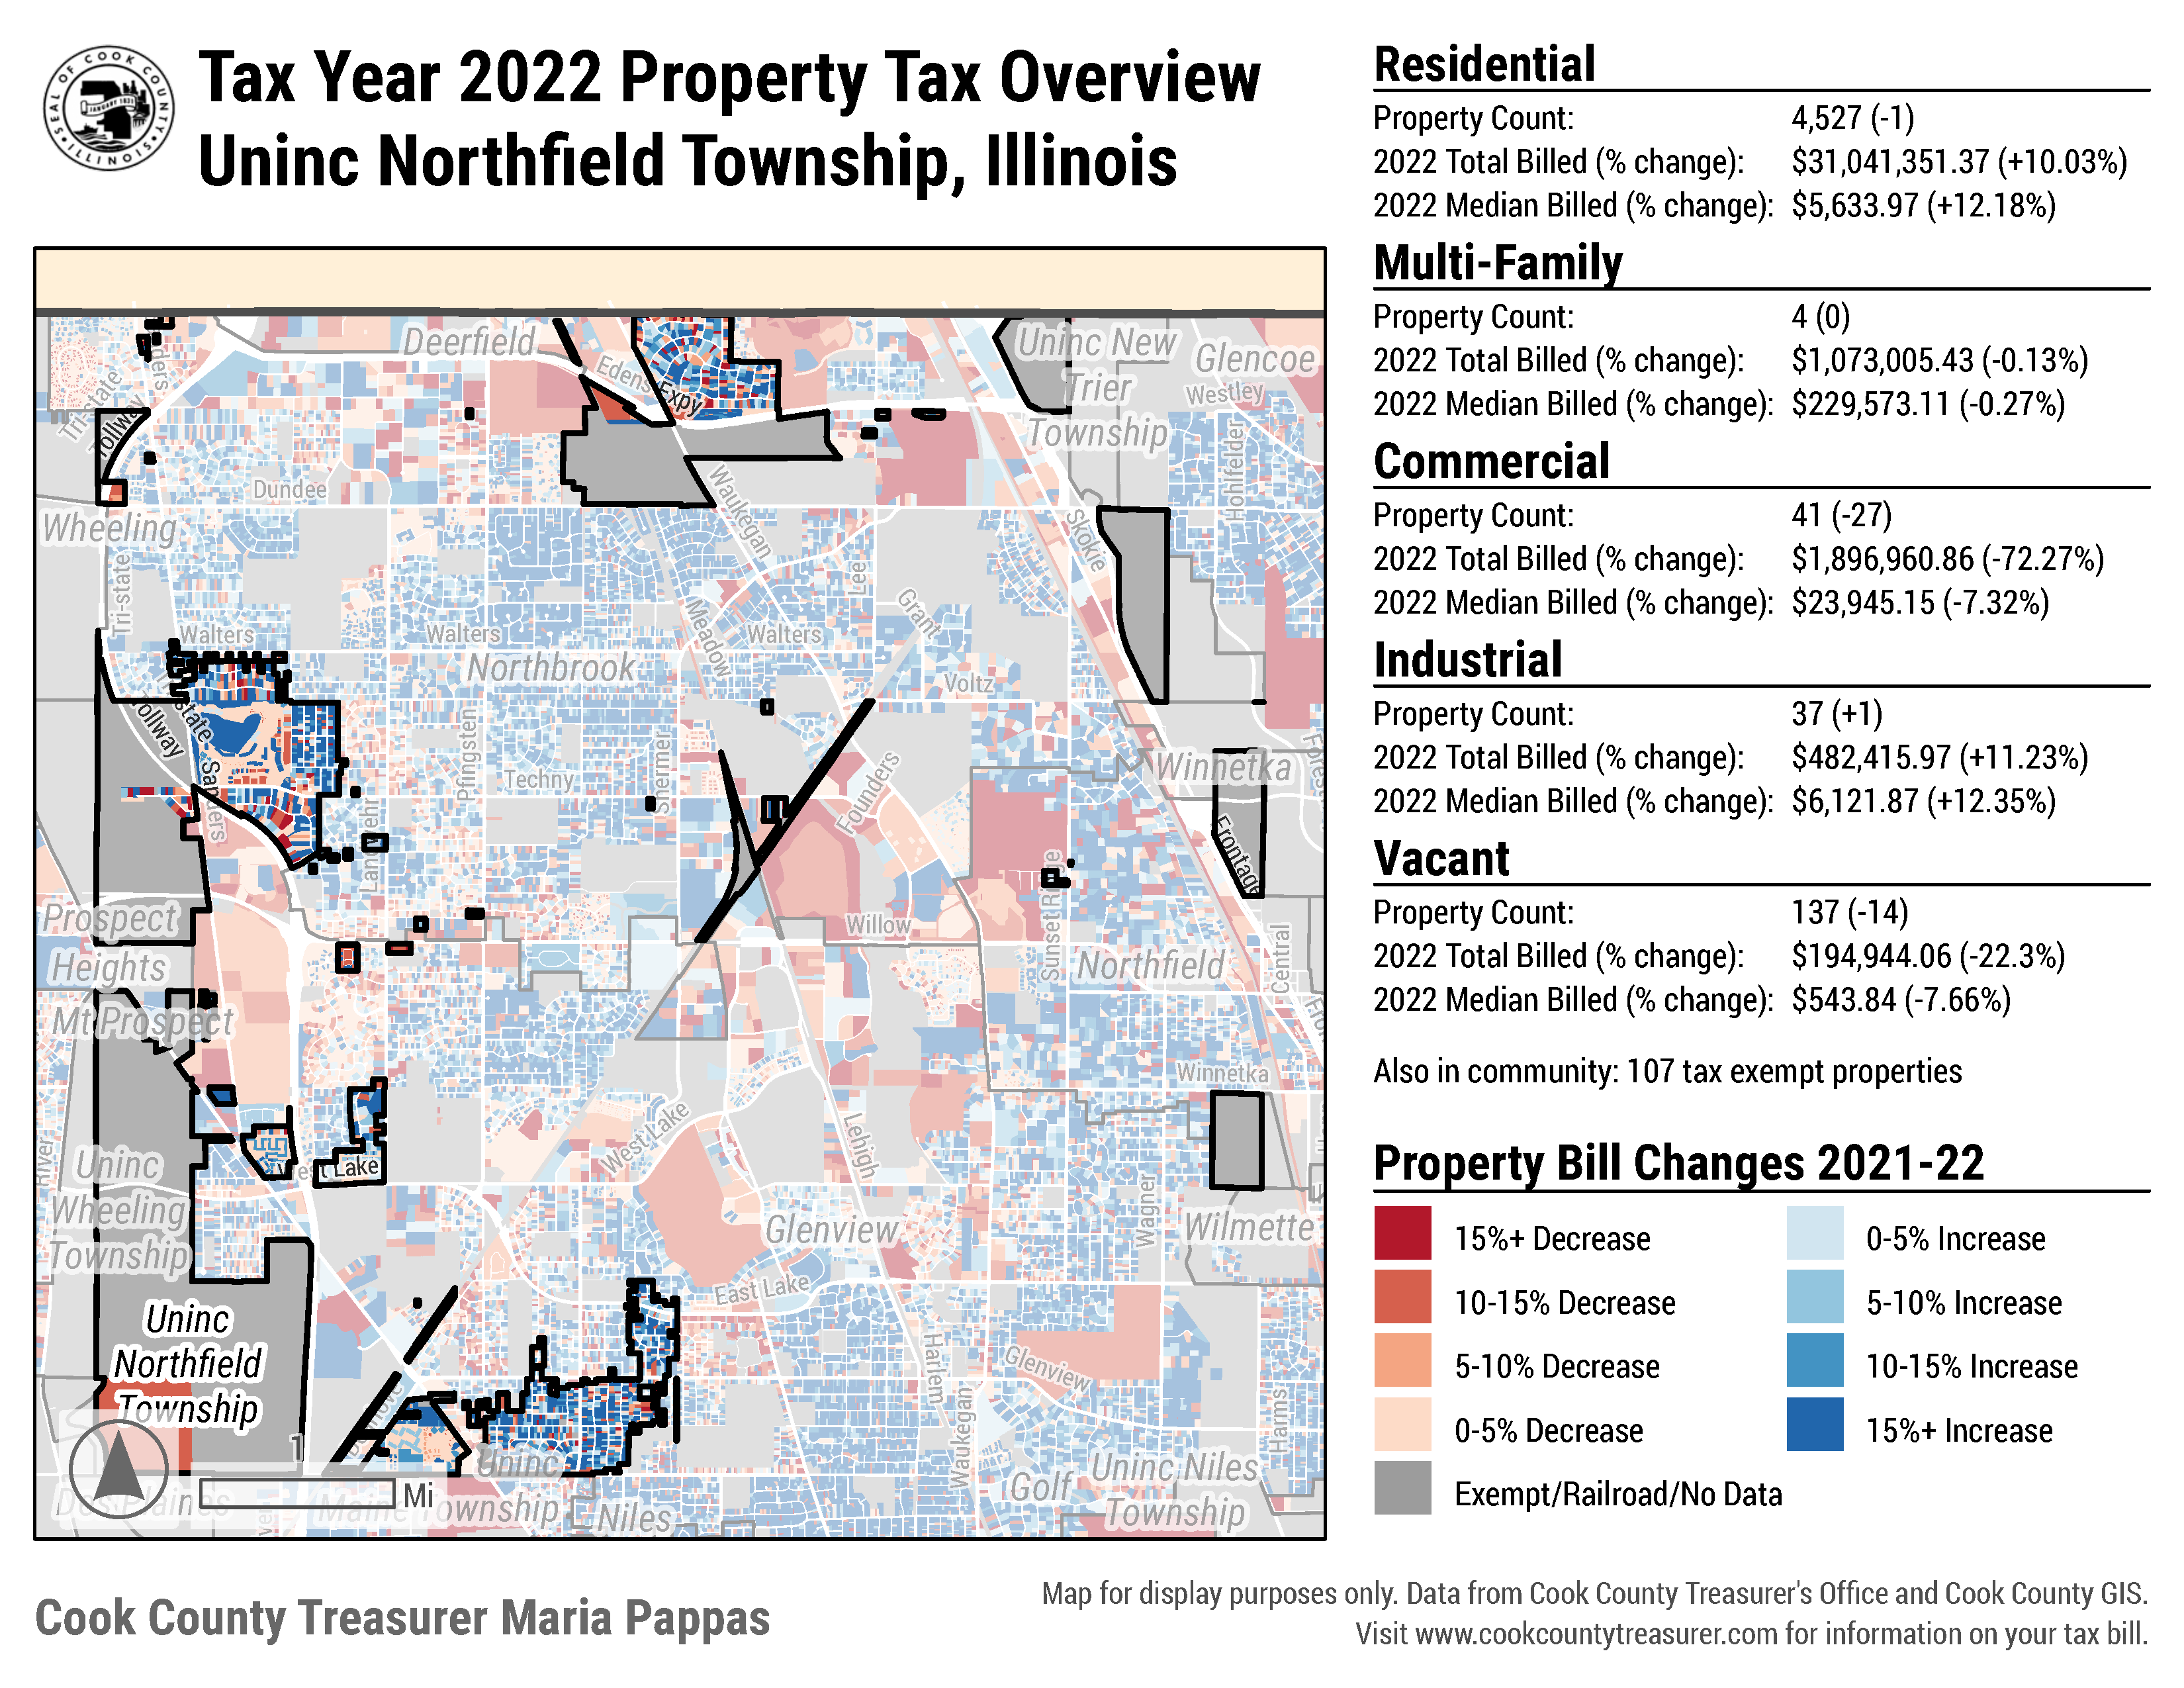 SEAL OF COOK COUNTY
JANUARY 1831
ILLINOIS
Tax Year 2022 Property Tax Overview
Uninc Northfield Township, Illinois
Residential
Property Count: 4,527 (-1)
2022 Total Billed (% change): $31,041,351.37 (+10.03%)
2022 Median Billed (% change): $5,633.97 (+12.18%)
Multi-Family
Property Count: 4 (0)
2022 Total Billed (% change): $1,073,005.43 (-0.13%)
2022 Median Billed (% change): $229,573.11 (-0.27%)
Commercial
Property Count: 41 (-27)
2022 Total Billed (% change): $1,896,960.86 (-72.27%)
2022 Median Billed (% change): $23,945.15 (-7.32%)
Industrial
Property Count: 37 (+1)
2022 Total Billed (% change): $482,415.97 (+11.23%)
2022 Median Billed (% change): $6,121.87 (+12.35%)
Vacant
Property Count: 137 (-14)
2022 Total Billed (% change): $194,944.06 (-22.3%)
2022 Median Billed (% change): $543.84 (-7.66%)
Also in community: 107 tax exempt properties
Property Bill Changes 2021-22
15%+ Decrease
10-15% Decrease
5-10% Decrease
0-5% Decrease
Exempt/Railroad/No Data
0-5% Increase
5-10% Increase
10-15% Increase
15%+ Increase
Deerfield
Edens Expy
Uninc New
Trier
Township
Glencoe
Westley
Hohlfelder
Tri-state
Tollway
Dundee
Wheeling
Waukegan
Skokie
Tri-state
Lee
Grant
Walters
Walters
Meadow
Walters
Northbrook
Voltz
Tollway
Sanders
Pfingsten
Techny
Shermer
Founders
Winnetka
Frontage
Landwehr
Prospect
Heights
Willow
Sunset Ridge
Northfield
Central
Mt Prospect
Winnetka
West Lake
Lehigh
River
Uninc
Wheeling
Township
West Lake
Glenview
Wagner
Wilmette
East Lake
Uninc
Northfield
Township
Harlem
Glenview
Waukegan
Harms
Uninc
Maine Township
Niles
Golf
Uninc Niles
Township
Des Plaines
1
Mi
Cook County Treasurer Maria Pappas
Map for display purposes only. Data from Cook County Treasurer's Office and Cook County GIS.
Visit www.cookcountytreasurer.com for information on your tax bill.